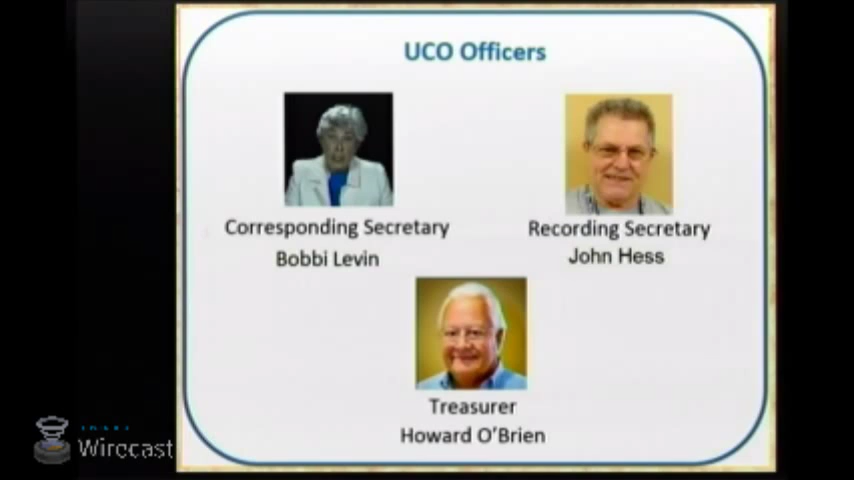 UCO Officers
Corresponding Secretary
Bobbi Levin
Recording Secretary
John Hess
Treasurer
Howard O'Brien
Wirecast